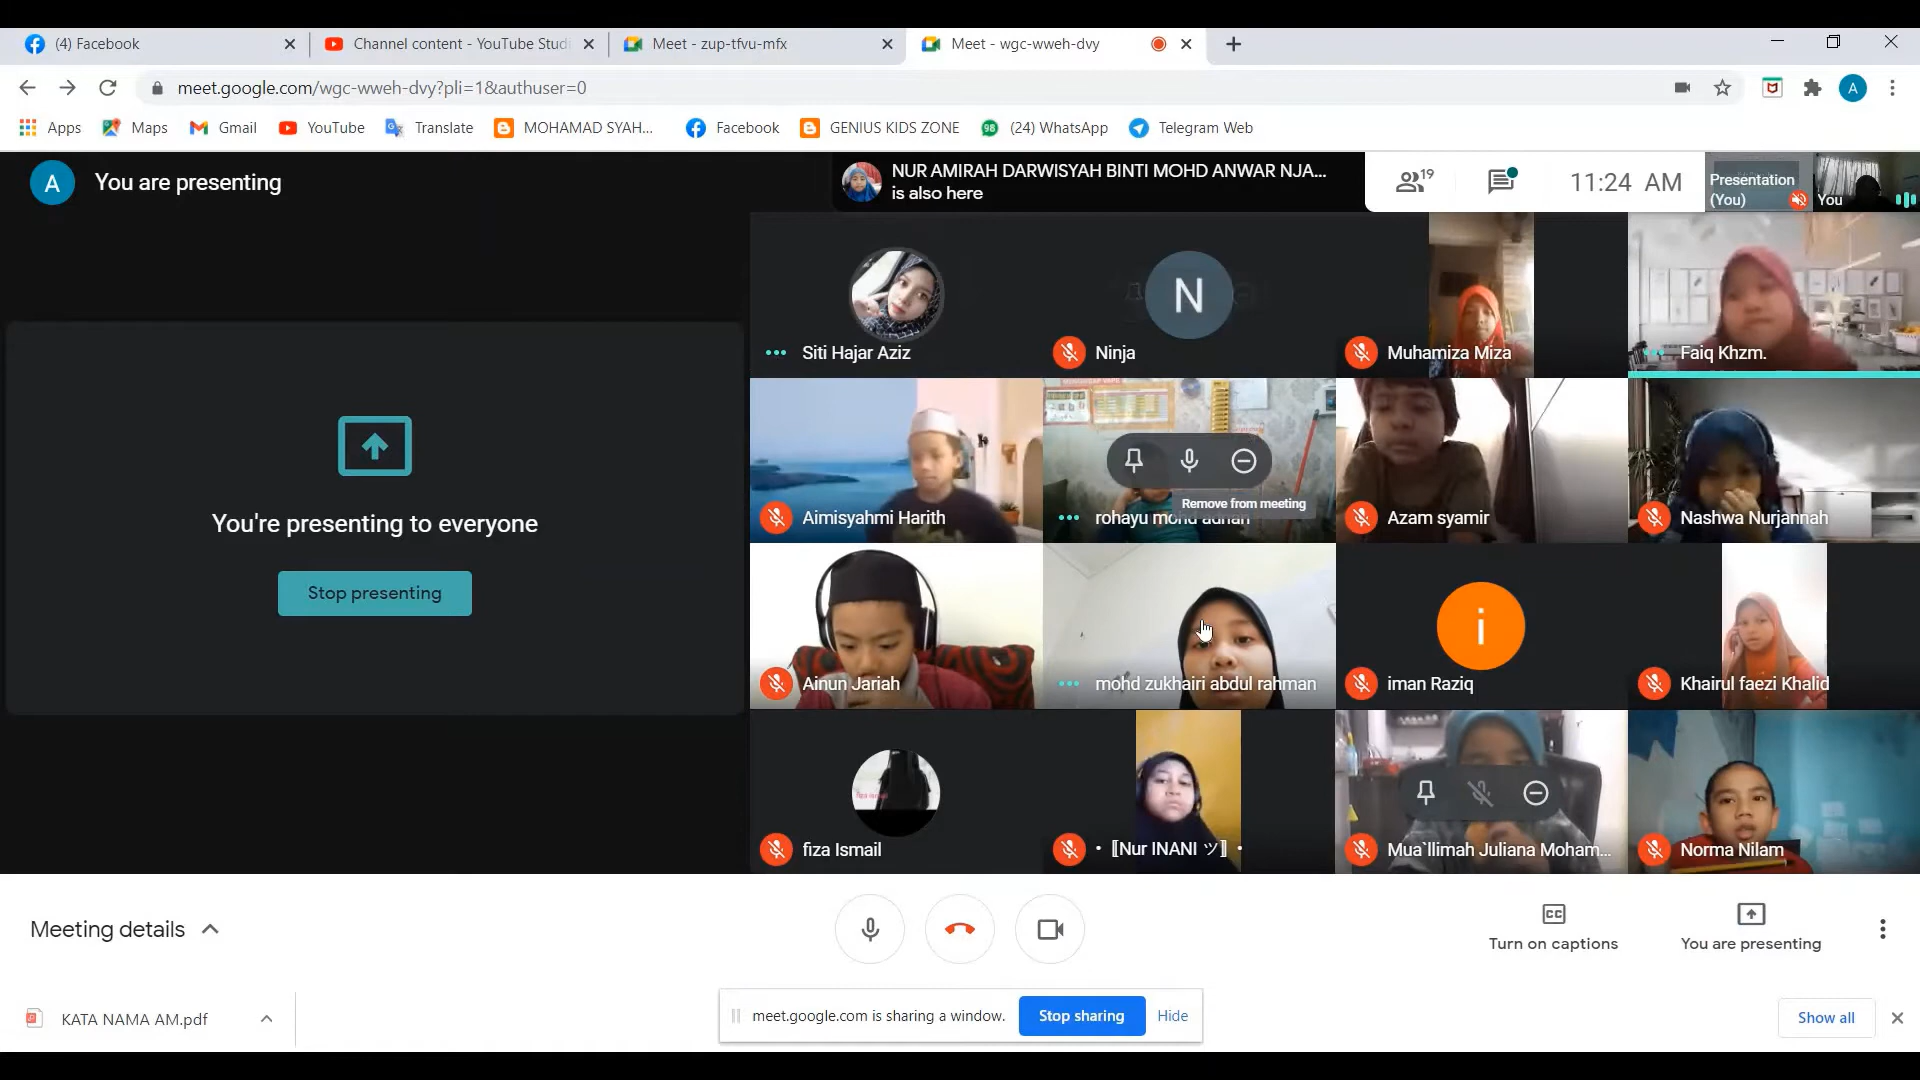 (4) Facebook
Channel content - YouTube Studi
Meet - zup-tfvu-mfx
Meet - wgc-wweh-dvy
meet.google.com/wgc-wweh-dvy?pli=1&authuser=0
A
Apps
Maps
Gmail
YouTube
Translate
MOHAMAD SYAH...
Facebook
GENIUS KIDS ZONE
98
(24) WhatsApp
Telegram Web
A
You are presenting
NUR AMIRAH DARWISYAH BINTI MOHD ANWAR NJA...
is also here
19
11:24 AM
Presentation
(You)
You
Siti Hajar Aziz
N
Ninja
Muhamiza Miza
Faiq Khzm.
Aimisyahmi Harith
Remove from meeting
rohayu mohd adnan
Azam syamir
Nashwa Nurjannah
You're presenting to everyone
Stop presenting
Ainun Jariah
mohd zukhairi abdul rahman
i
iman Raziq
Khairul faezi Khalid
fiza Ismail
• 〚Nur INANI ツ〛 •
Mua`llimah Juliana Moham...
Norma Nilam
Meeting details
CC
Turn on captions
You are presenting
KATA NAMA AM.pdf
meet.google.com is sharing a window.
Stop sharing
Hide
Show all